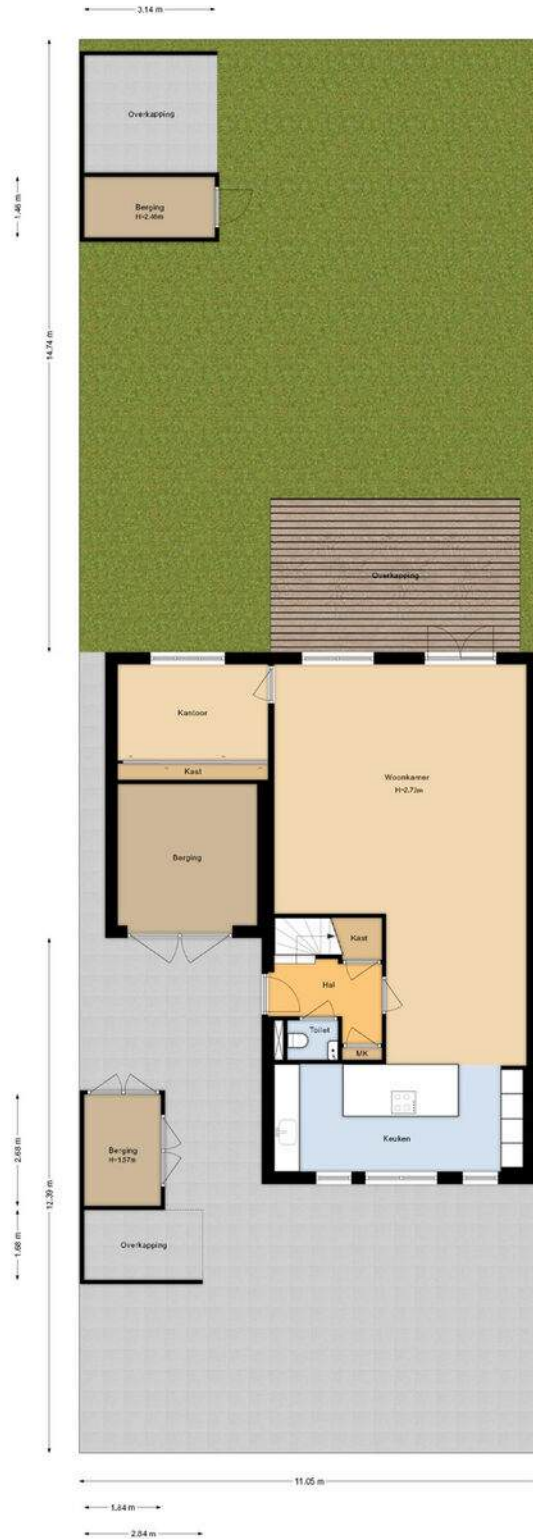 3.14 m
Overkapping
1.46 m
Berging
H=2.46m
14.74 m
Overkapping
Kantoor
Kast
Woonkamer
H=2.73m
Berging
Kast
Hal
Toilet
MK
Keuken
2.68 m
Berging
H=1.57m
12.39 m
1.68 m
Overkapping
11.05 m
1.84 m
2.84 m